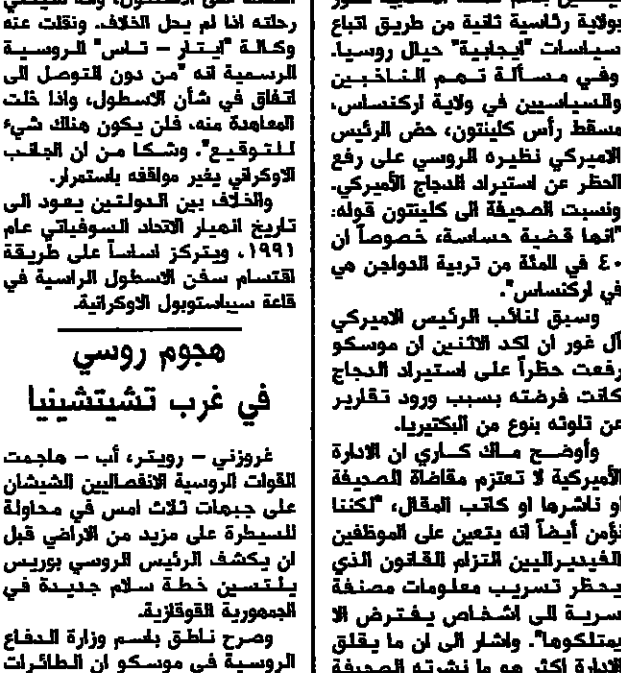 بولاية رئاسية ثانية من طريق اتباع
سياسات "ايجابية" حيال روسيا.
وفي مسألة تهم الناخبين
والسياسيين في ولاية اركنساس،
مسقط رأس كلينتون، حض الرئيس
الاميركي نظيره الروسي على رفع
الحظر عن استيراد الدجاج الأميركي.
ونسبت الصحيفة الى كلينتون قوله:
"انها قضية حساسة، خصوصاً ان
٤٠ في المئة من تربية الدواجن هي
في اركنساس".
وسبق لنائب الرئيس الاميركي
آل غور ان اكد الاثنين ان موسكو
رفعت حظراً على استيراد الدجاج
كانت فرضته بسبب ورود تقارير
عن تلوثه بنوع من البكتيريا.
وأوضح ماك كاري ان الادارة
الأميركية لا تعتزم مقاضاة الصحيفة
او ناشرها او كاتب المقال، "لكننا
نؤمن أيضاً انه يتعين على الموظفين
الفيديراليين التزام القانون الذي
يحظر تسريب معلومات مصنفة
سرية الى اشخاص يفترض الا
يمتلكوها". واشار الى ان ما يقلق
الادارة اكثر هو ما نشرته الصحيفة
رحلته اذا لم يحل الخلاف. ونقلت عنه
وكالة "ايتار - تاس" الروسية
الرسمية انه "من دون التوصل الى
اتفاق في شأن الاسطول، واذا خلت
المعاهدة منه، فلن يكون هناك شيء
للتوقيع". وشكا من ان الجانب
الاوكراني يغير مواقفه باستمرار.
والخلاف بين الدولتين يعود الى
تاريخ انهيار الاتحاد السوفياتي عام
١٩٩١، ويتركز اساساً على طريقة
اقتسام سفن الاسطول الراسية في
قاعة سيباستوبول الاوكرانية.
هجوم روسي
في غرب تشيتشينيا
غروزني – رويتر، أب – هاجمت
القوات الروسية الانفصاليين الشيشان
على جبهات ثلاث امس في محاولة
للسيطرة على مزيد من الاراضي قبل
ان يكشف الرئيس الروسي بوريس
يلتسين خطة سلام جديدة في
الجمهورية القوقازية.
وصرح ناطق باسم وزارة الدفاع
الروسية في موسكو ان الطائرات